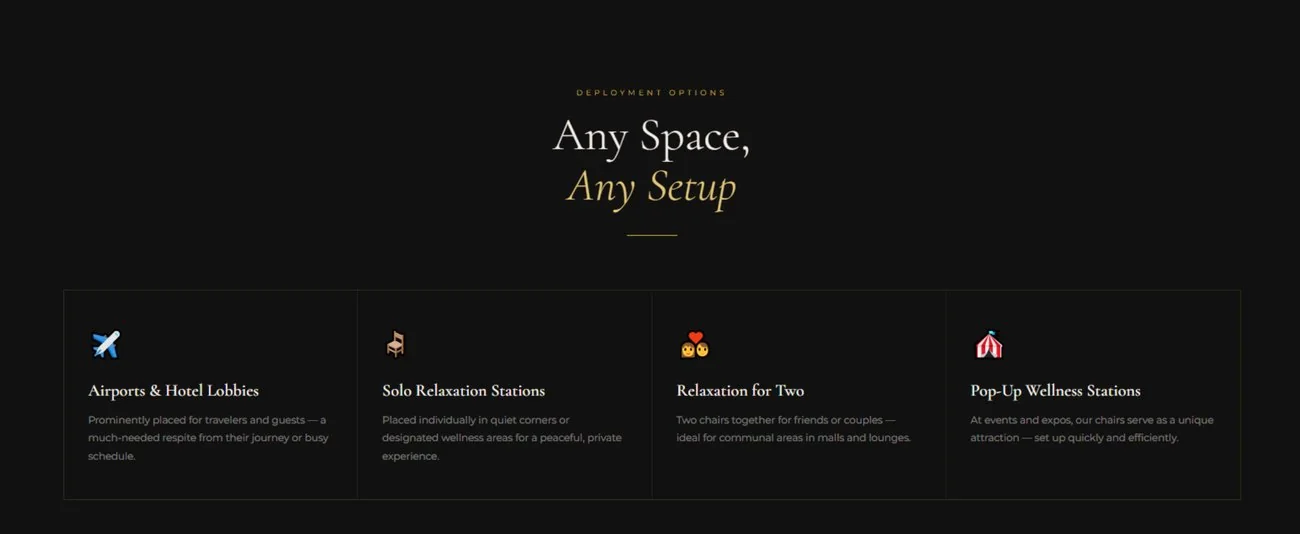 DEPLOYMENT OPTIONS
Any Space,
Any Setup
Airports & Hotel Lobbies
Prominently placed for travelers and guests — a
much-needed respite from their journey or busy
schedule.
Solo Relaxation Stations
Placed individually in quiet corners or
designated wellness areas for a peaceful, private
experience.
Relaxation for Two
Two chairs together for friends or couples —
ideal for communal areas in malls and lounges.
Pop-Up Wellness Stations
At events and expos, our chairs serve as a unique
attraction — set up quickly and efficiently.